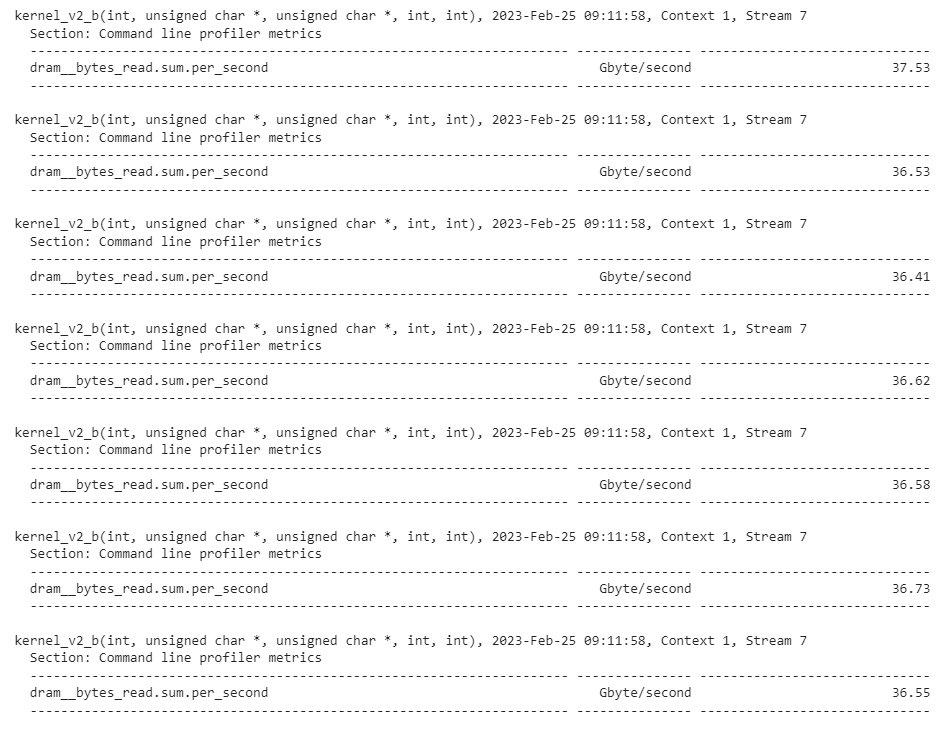 kernel_v2_b(int, unsigned char *, unsigned char *, int, int), 2023-Feb-25 09:11:58, Context 1, Stream 7
Section: Command line profiler metrics
---------------------------------------------------------------------- --------------- ------------------------------
dram__bytes_read.sum.per_second Gbyte/second 37.53
---------------------------------------------------------------------- --------------- ------------------------------
kernel_v2_b(int, unsigned char *, unsigned char *, int, int), 2023-Feb-25 09:11:58, Context 1, Stream 7
Section: Command line profiler metrics
---------------------------------------------------------------------- --------------- ------------------------------
dram__bytes_read.sum.per_second Gbyte/second 36.53
---------------------------------------------------------------------- --------------- ------------------------------
kernel_v2_b(int, unsigned char *, unsigned char *, int, int), 2023-Feb-25 09:11:58, Context 1, Stream 7
Section: Command line profiler metrics
---------------------------------------------------------------------- --------------- ------------------------------
dram__bytes_read.sum.per_second Gbyte/second 36.41
---------------------------------------------------------------------- --------------- ------------------------------
kernel_v2_b(int, unsigned char *, unsigned char *, int, int), 2023-Feb-25 09:11:58, Context 1, Stream 7
Section: Command line profiler metrics
---------------------------------------------------------------------- --------------- ------------------------------
dram__bytes_read.sum.per_second Gbyte/second 36.62
---------------------------------------------------------------------- --------------- ------------------------------
kernel_v2_b(int, unsigned char *, unsigned char *, int, int), 2023-Feb-25 09:11:58, Context 1, Stream 7
Section: Command line profiler metrics
---------------------------------------------------------------------- --------------- ------------------------------
dram__bytes_read.sum.per_second Gbyte/second 36.58
---------------------------------------------------------------------- --------------- ------------------------------
kernel_v2_b(int, unsigned char *, unsigned char *, int, int), 2023-Feb-25 09:11:58, Context 1, Stream 7
Section: Command line profiler metrics
---------------------------------------------------------------------- --------------- ------------------------------
dram__bytes_read.sum.per_second Gbyte/second 36.73
---------------------------------------------------------------------- --------------- ------------------------------
kernel_v2_b(int, unsigned char *, unsigned char *, int, int), 2023-Feb-25 09:11:58, Context 1, Stream 7
Section: Command line profiler metrics
---------------------------------------------------------------------- --------------- ------------------------------
dram__bytes_read.sum.per_second Gbyte/second 36.55
---------------------------------------------------------------------- --------------- ------------------------------